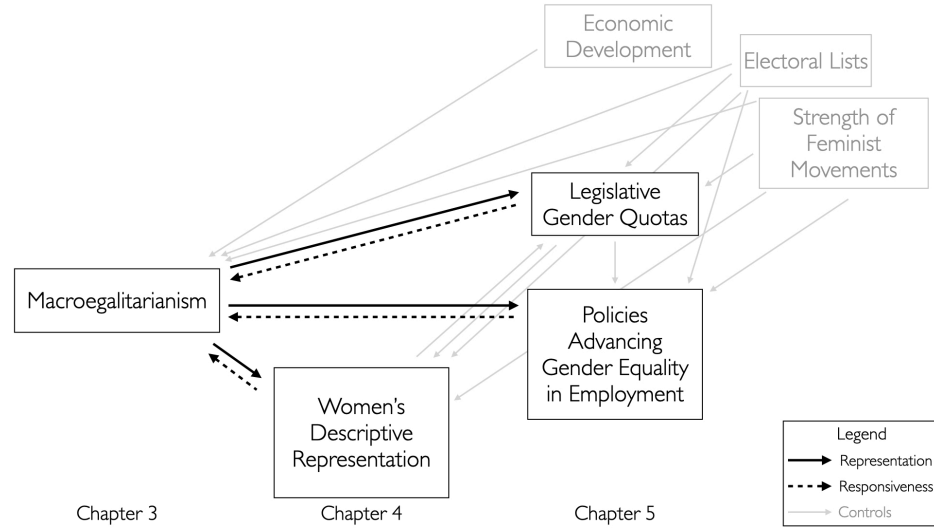 Economic
Development
Electoral Lists
Strength of
Feminist
Movements
Legislative
Gender Quotas
Macroegalitarianism
Policies
Advancing
Gender Equality
in Employment
Women's
Descriptive
Representation
Legend
Representation
Responsiveness
Controls
Chapter 3
Chapter 4
Chapter 5